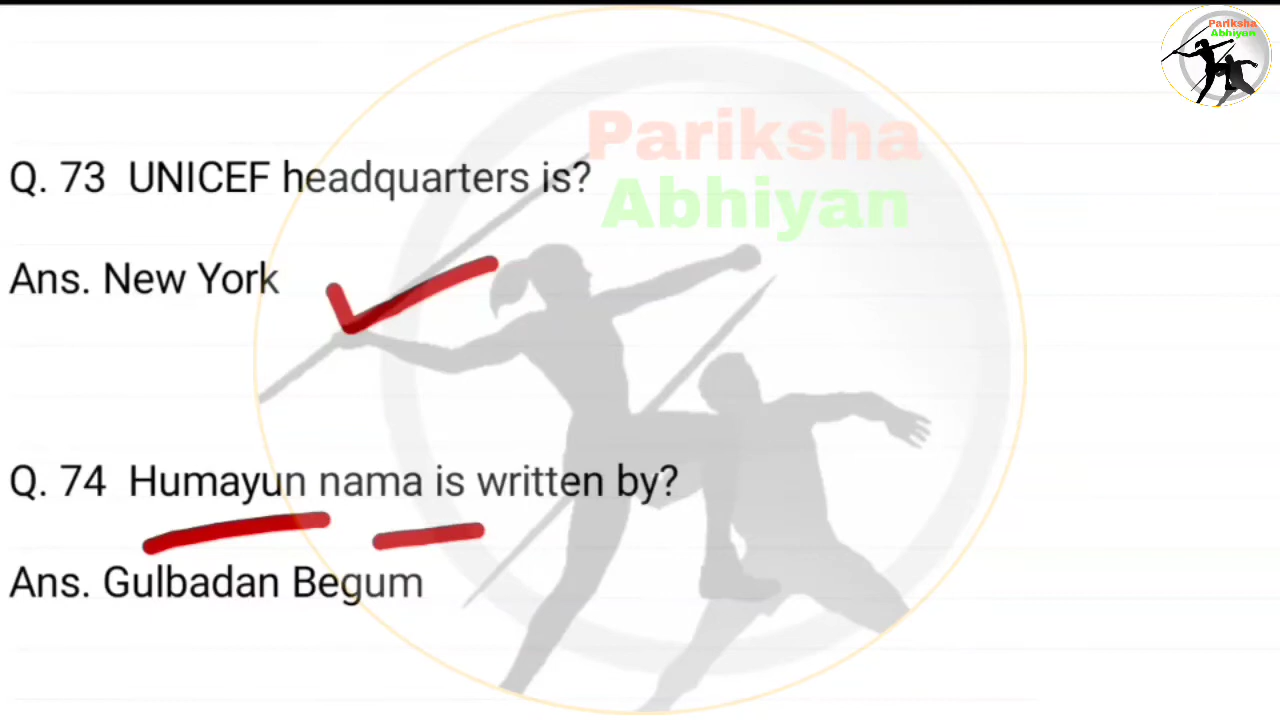 Pariksha
Abhiyan
Pariksha
Abhiyan
Q. 73 UNICEF headquarters is?
Ans. New York
Q. 74 Humayun nama is written by?
Ans. Gulbadan Begum